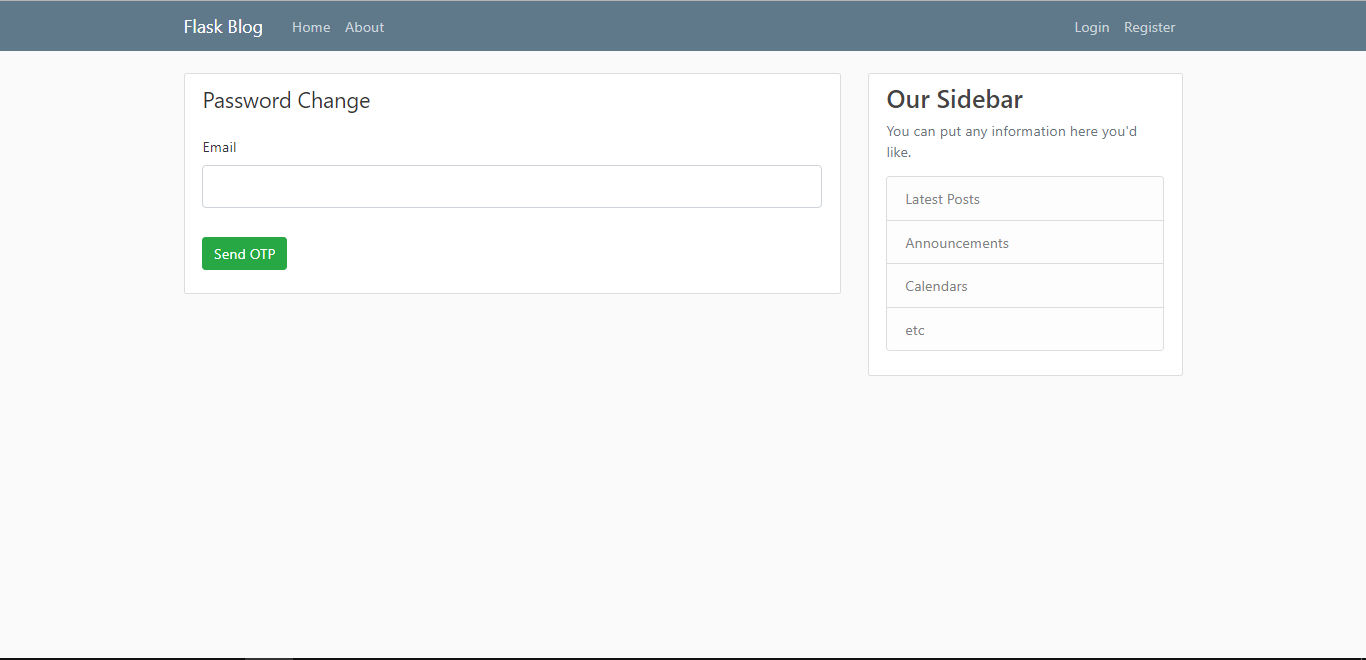 Flask Blog Home About Login Register
Password Change
Email
Send OTP
Our Sidebar
You can put any information here you'd
like.
Latest Posts
Announcements
Calendars
etc